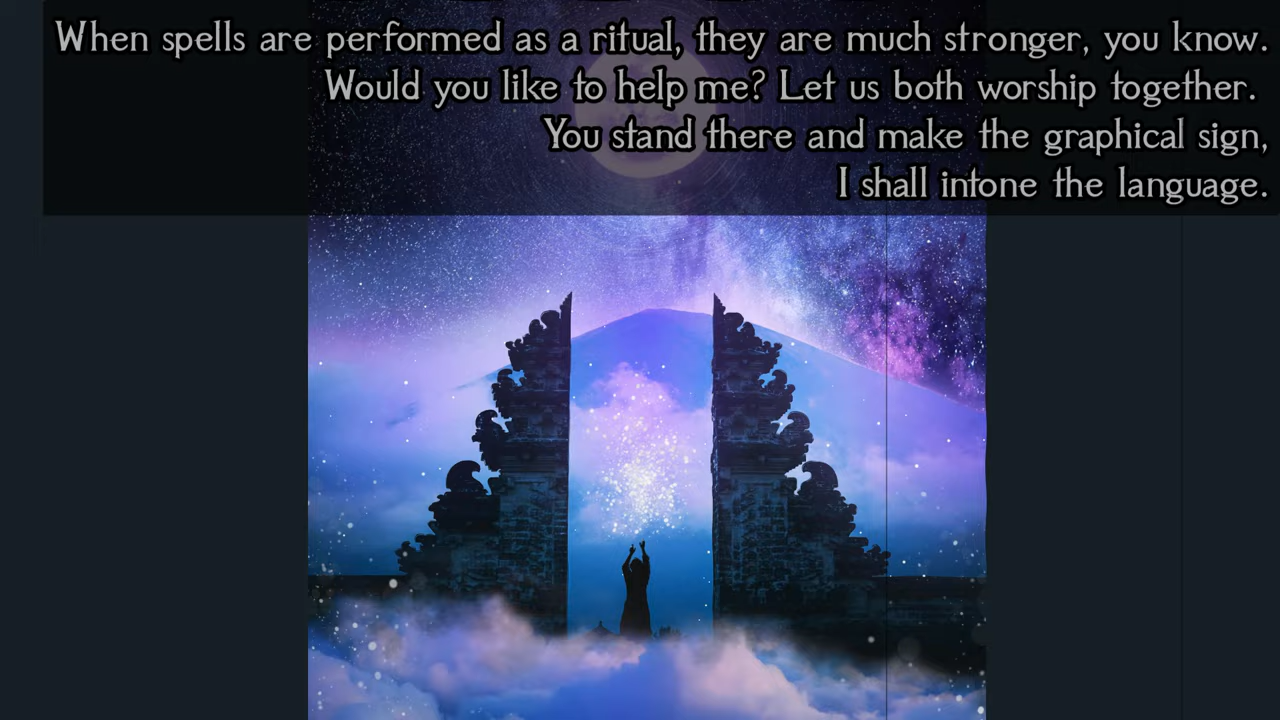 When spells are performed as a ritual, they are much stronger, you know.
Would you like to help me? Let us both worship together.
You stand there and make the graphical sign,
I shall intone the language.